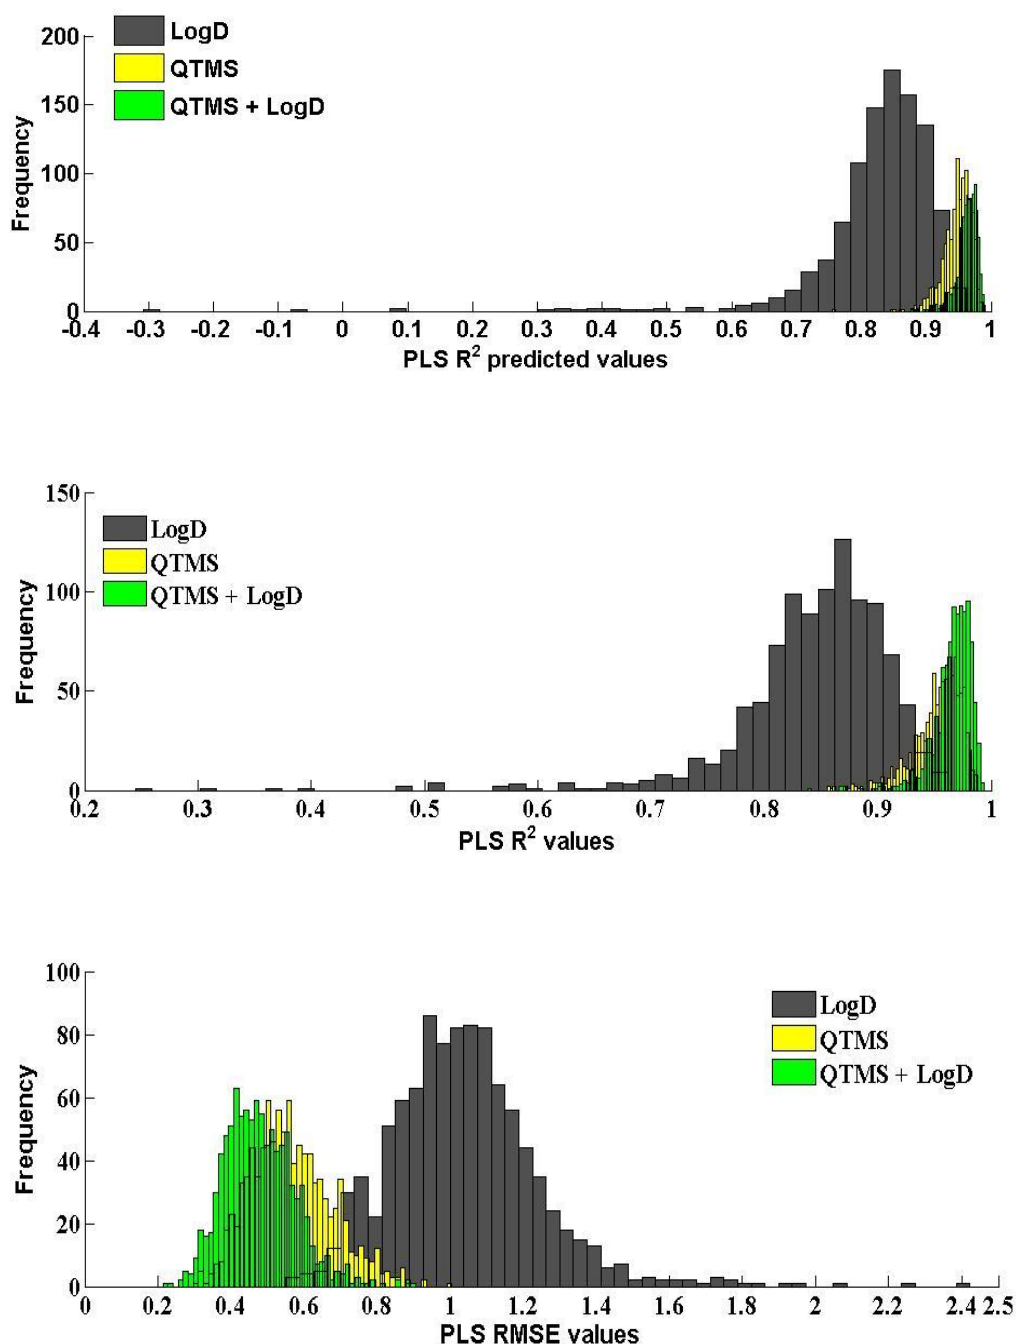 LogD
QTMS
QTMS + LogD
200
150
100
50
0
Frequency
-0.4 -0.3 -0.2 -0.1 0 0.1 0.2 0.3 0.4 0.5 0.6 0.7 0.8 0.9 1
PLS R² predicted values
LogD
QTMS
QTMS + LogD
150
100
50
0
Frequency
0.2 0.3 0.4 0.5 0.6 0.7 0.8 0.9 1
PLS R² values
LogD
QTMS
QTMS + LogD
100
80
60
40
20
0
Frequency
0 0.2 0.4 0.6 0.8 1 1.2 1.4 1.6 1.8 2 2.2 2.4 2.5
PLS RMSE values